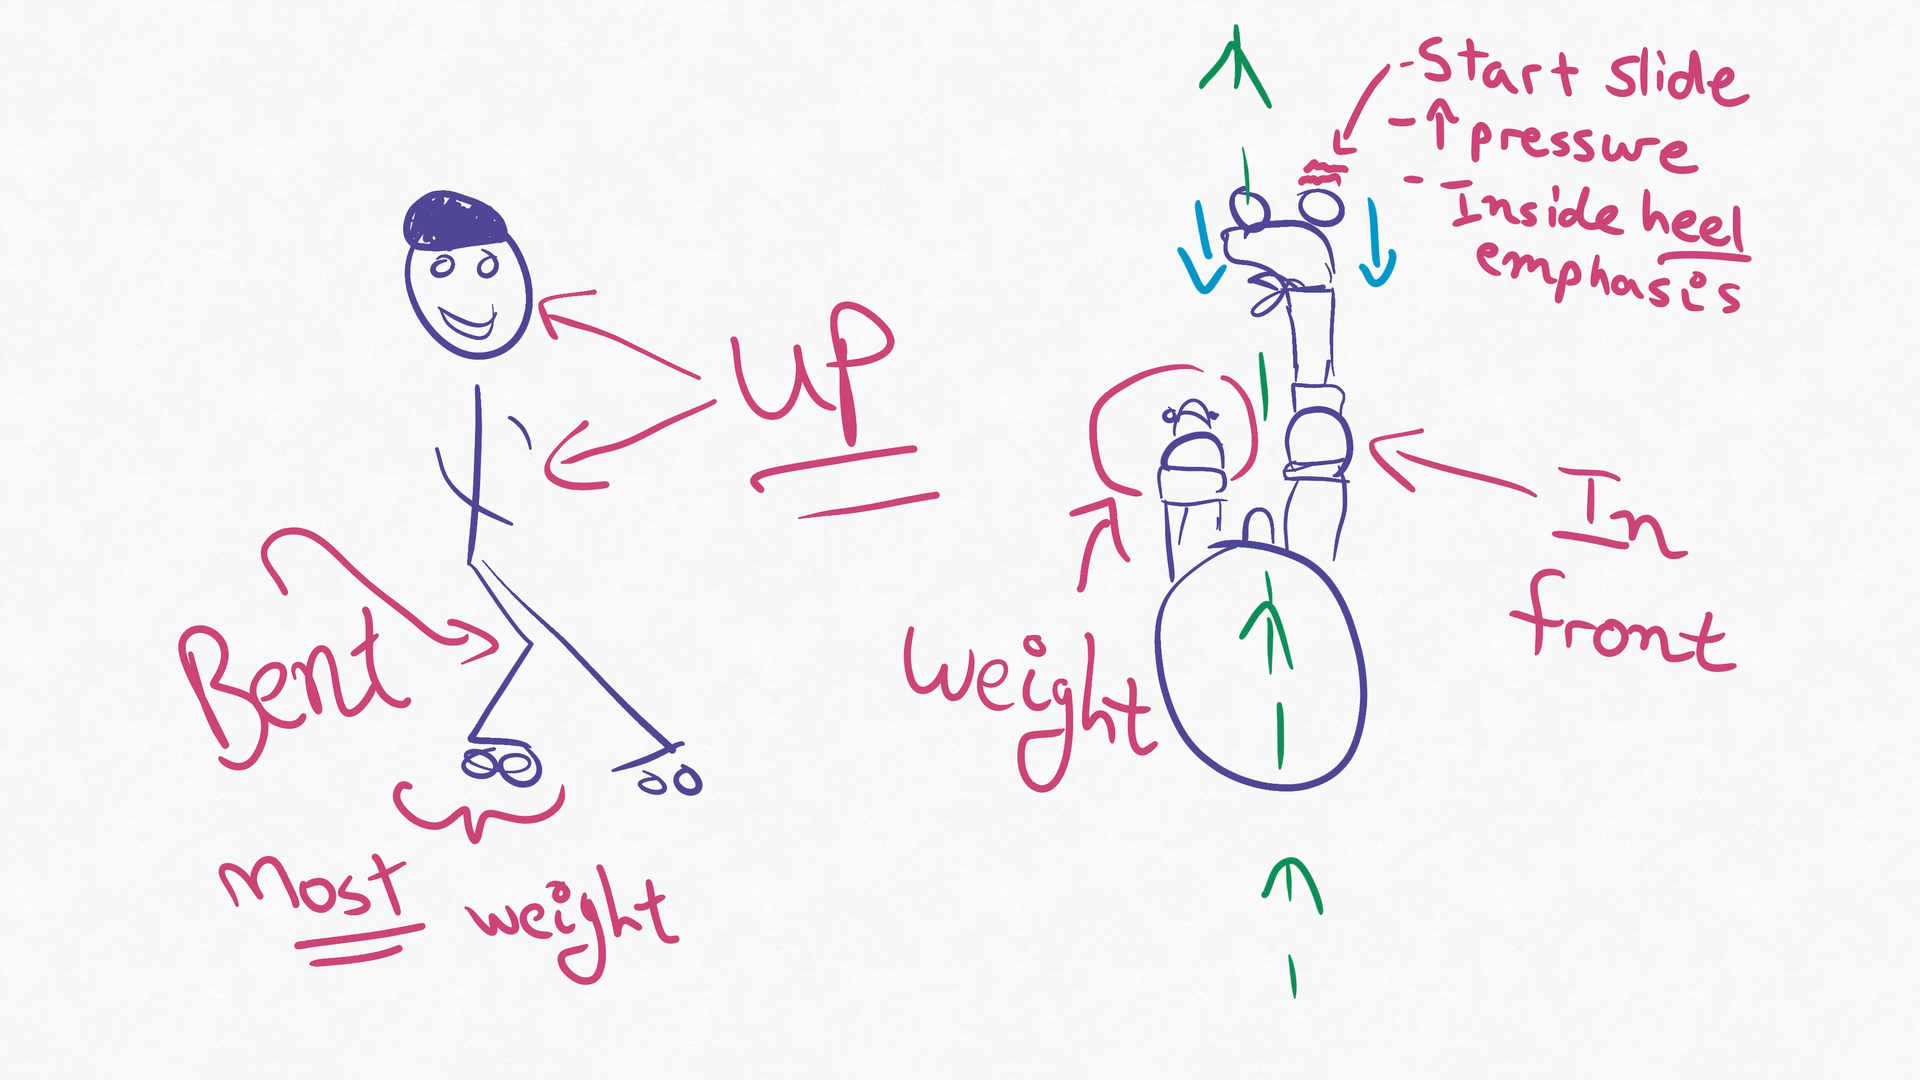 UP
Bent
Most weight
- Start slide
- ↑ pressure
- Inside heel
emphasis
Weight
In
front